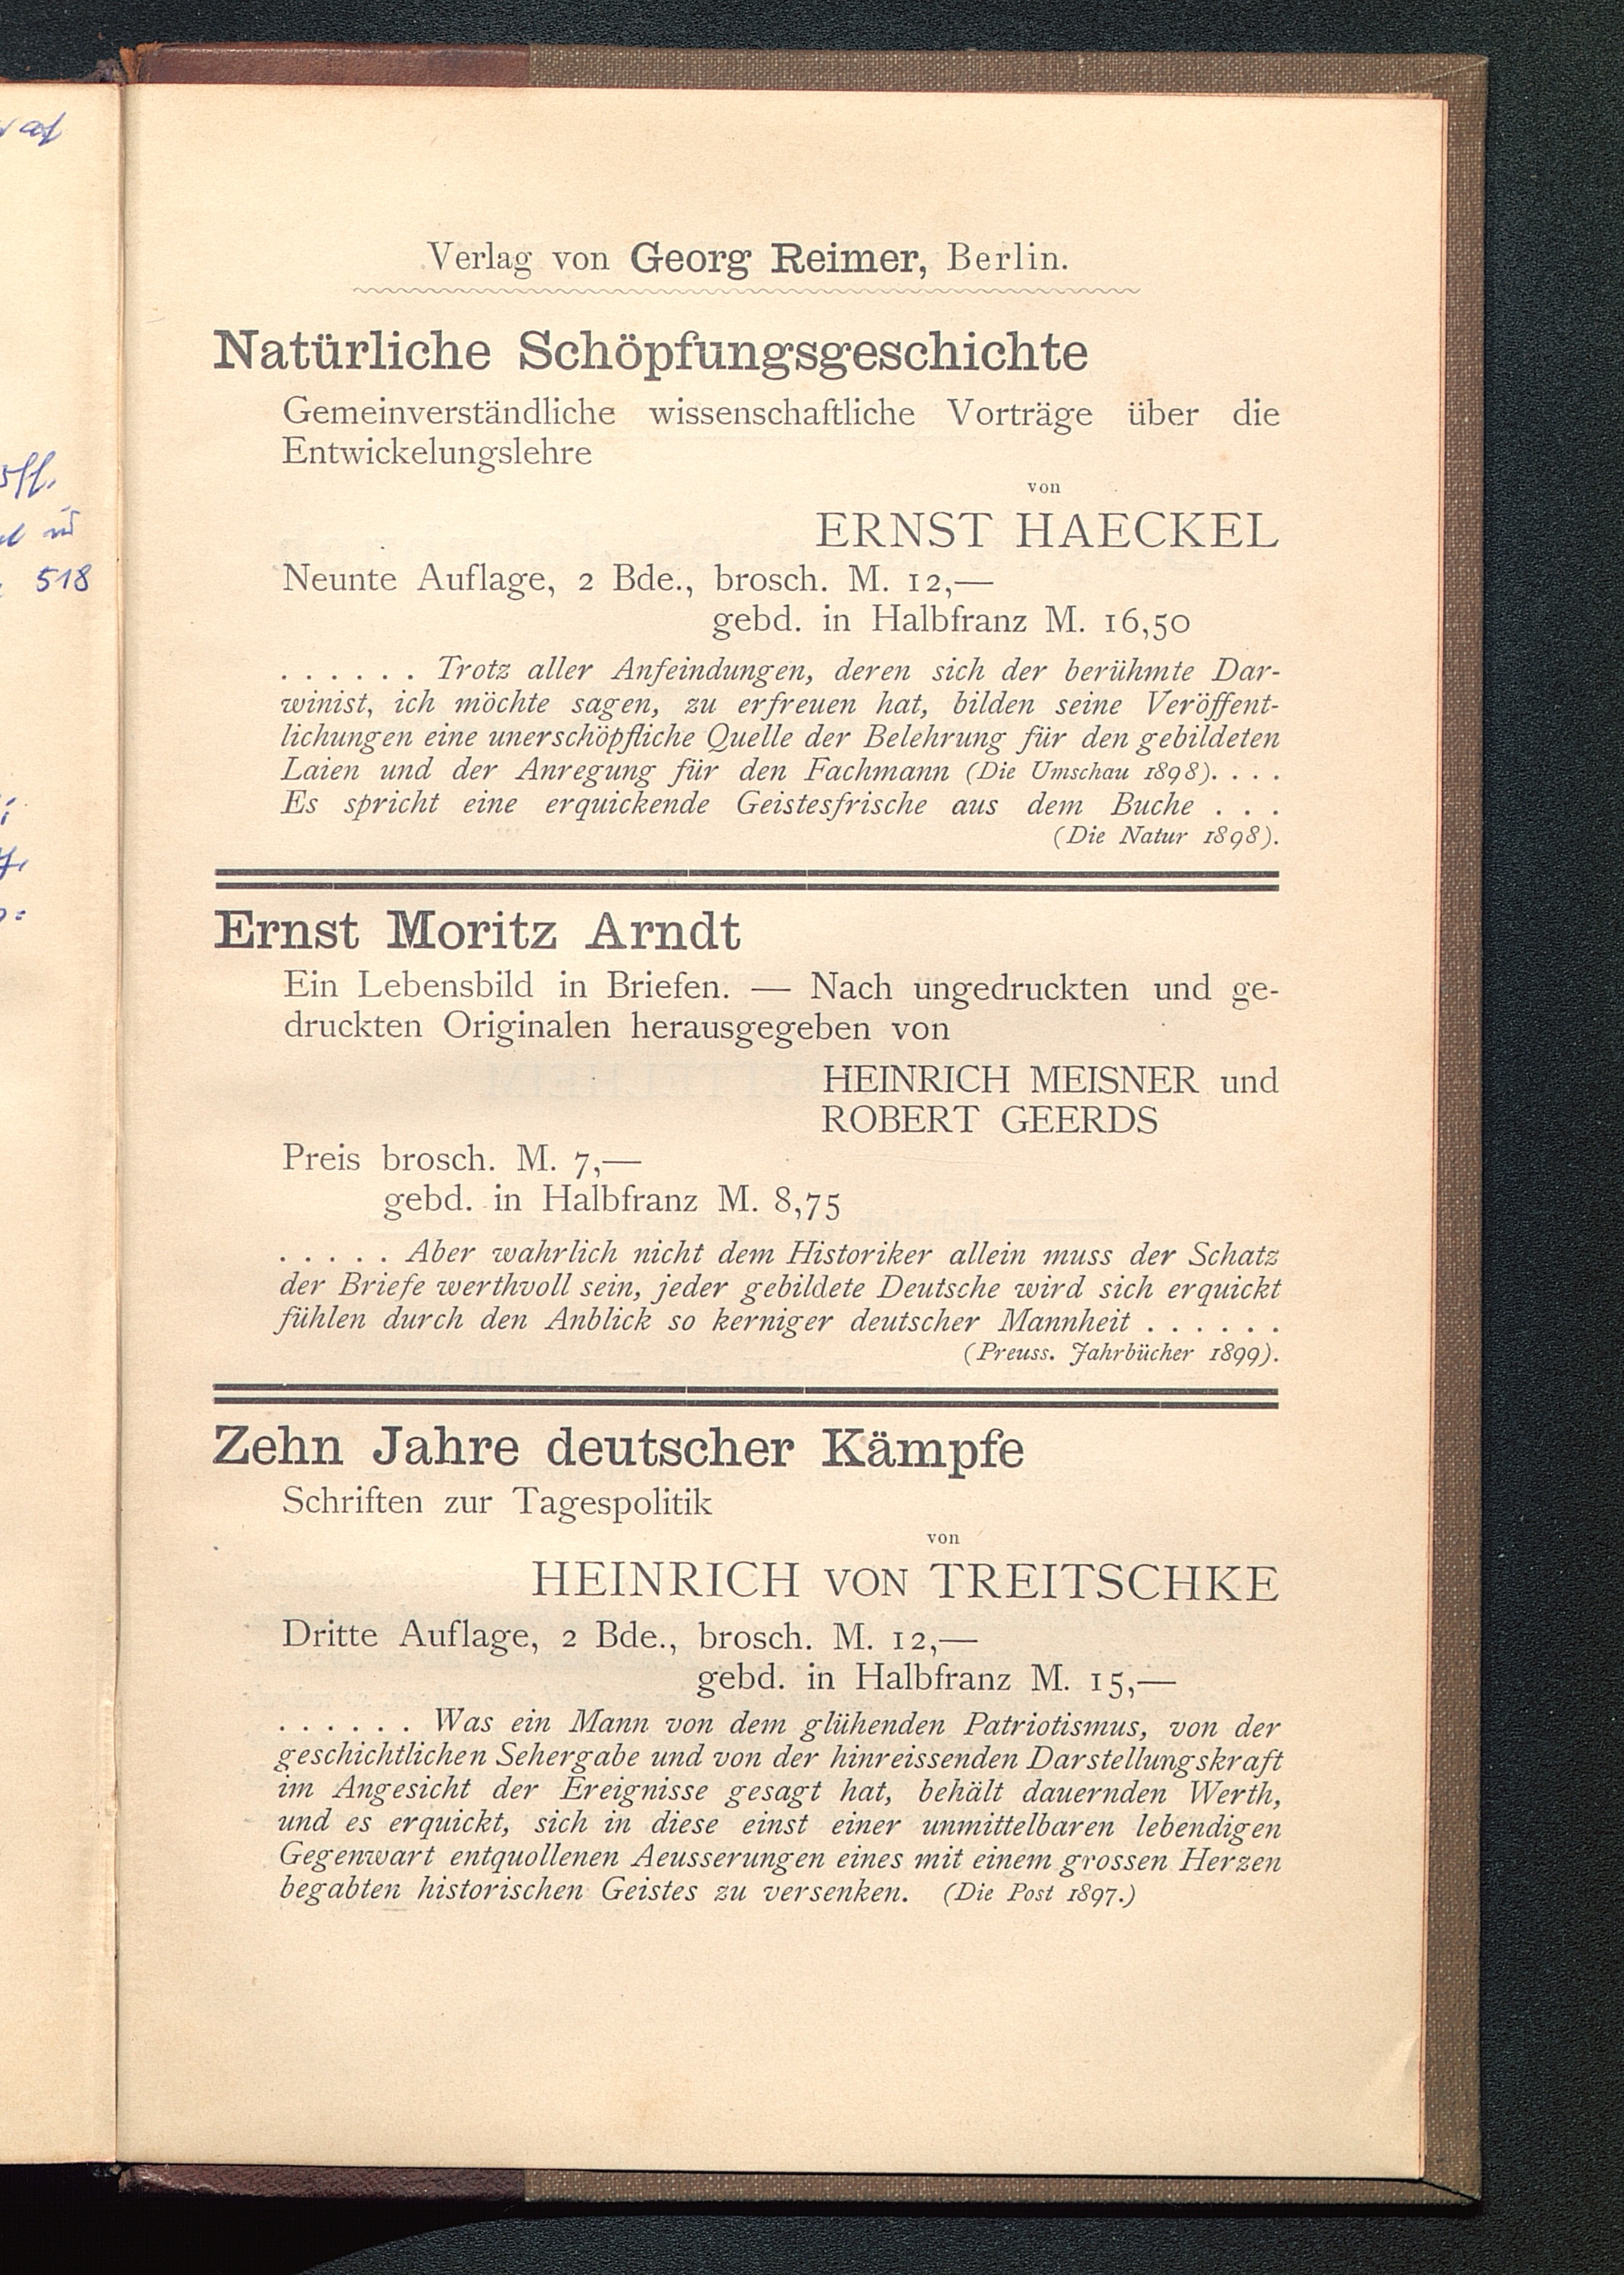 Verlag von Georg Reimer, Berlin.
Natürliche Schöpfungsgeschichte
Gemeinverständliche wissenschaftliche Vorträge über die
Entwickelungslehre
von
ERNST HAECKEL
Neunte Auflage, 2 Bde., brosch. M. 12,—
gebd. in Halbfranz M. 16,50
. . . . . . Trotz aller Anfeindungen, deren sich der berühmte Dar-
winist, ich möchte sagen, zu erfreuen hat, bilden seine Veröffent-
lichungen eine unerschöpfliche Quelle der Belehrung für den gebildeten
Laien und der Anregung für den Fachmann (Die Umschau 1898). . . .
Es spricht eine erquickende Geistesfrische aus dem Buche . . .
(Die Natur 1898).
Ernst Moritz Arndt
Ein Lebensbild in Briefen. — Nach ungedruckten und ge-
druckten Originalen herausgegeben von
HEINRICH MEISNER und
ROBERT GEERDS
Preis brosch. M. 7,—
gebd. in Halbfranz M. 8,75
. . . . . Aber wahrlich nicht dem Historiker allein muss der Schatz
der Briefe werthvoll sein, jeder gebildete Deutsche wird sich erquickt
fühlen durch den Anblick so kerniger deutscher Mannheit . . . . . .
(Preuss. Jahrbücher 1899).
Zehn Jahre deutscher Kämpfe
Schriften zur Tagespolitik
von
HEINRICH VON TREITSCHKE
Dritte Auflage, 2 Bde., brosch. M. 12,—
gebd. in Halbfranz M. 15,—
. . . . . . Was ein Mann von dem glühenden Patriotismus, von der
geschichtlichen Sehergabe und von der hinreissenden Darstellungskraft
im Angesicht der Ereignisse gesagt hat, behält dauernden Werth,
und es erquickt, sich in diese einst einer unmittelbaren lebendigen
Gegenwart entquollenen Aeusserungen eines mit einem grossen Herzen
begabten historischen Geistes zu versenken. (Die Post 1897.)
518